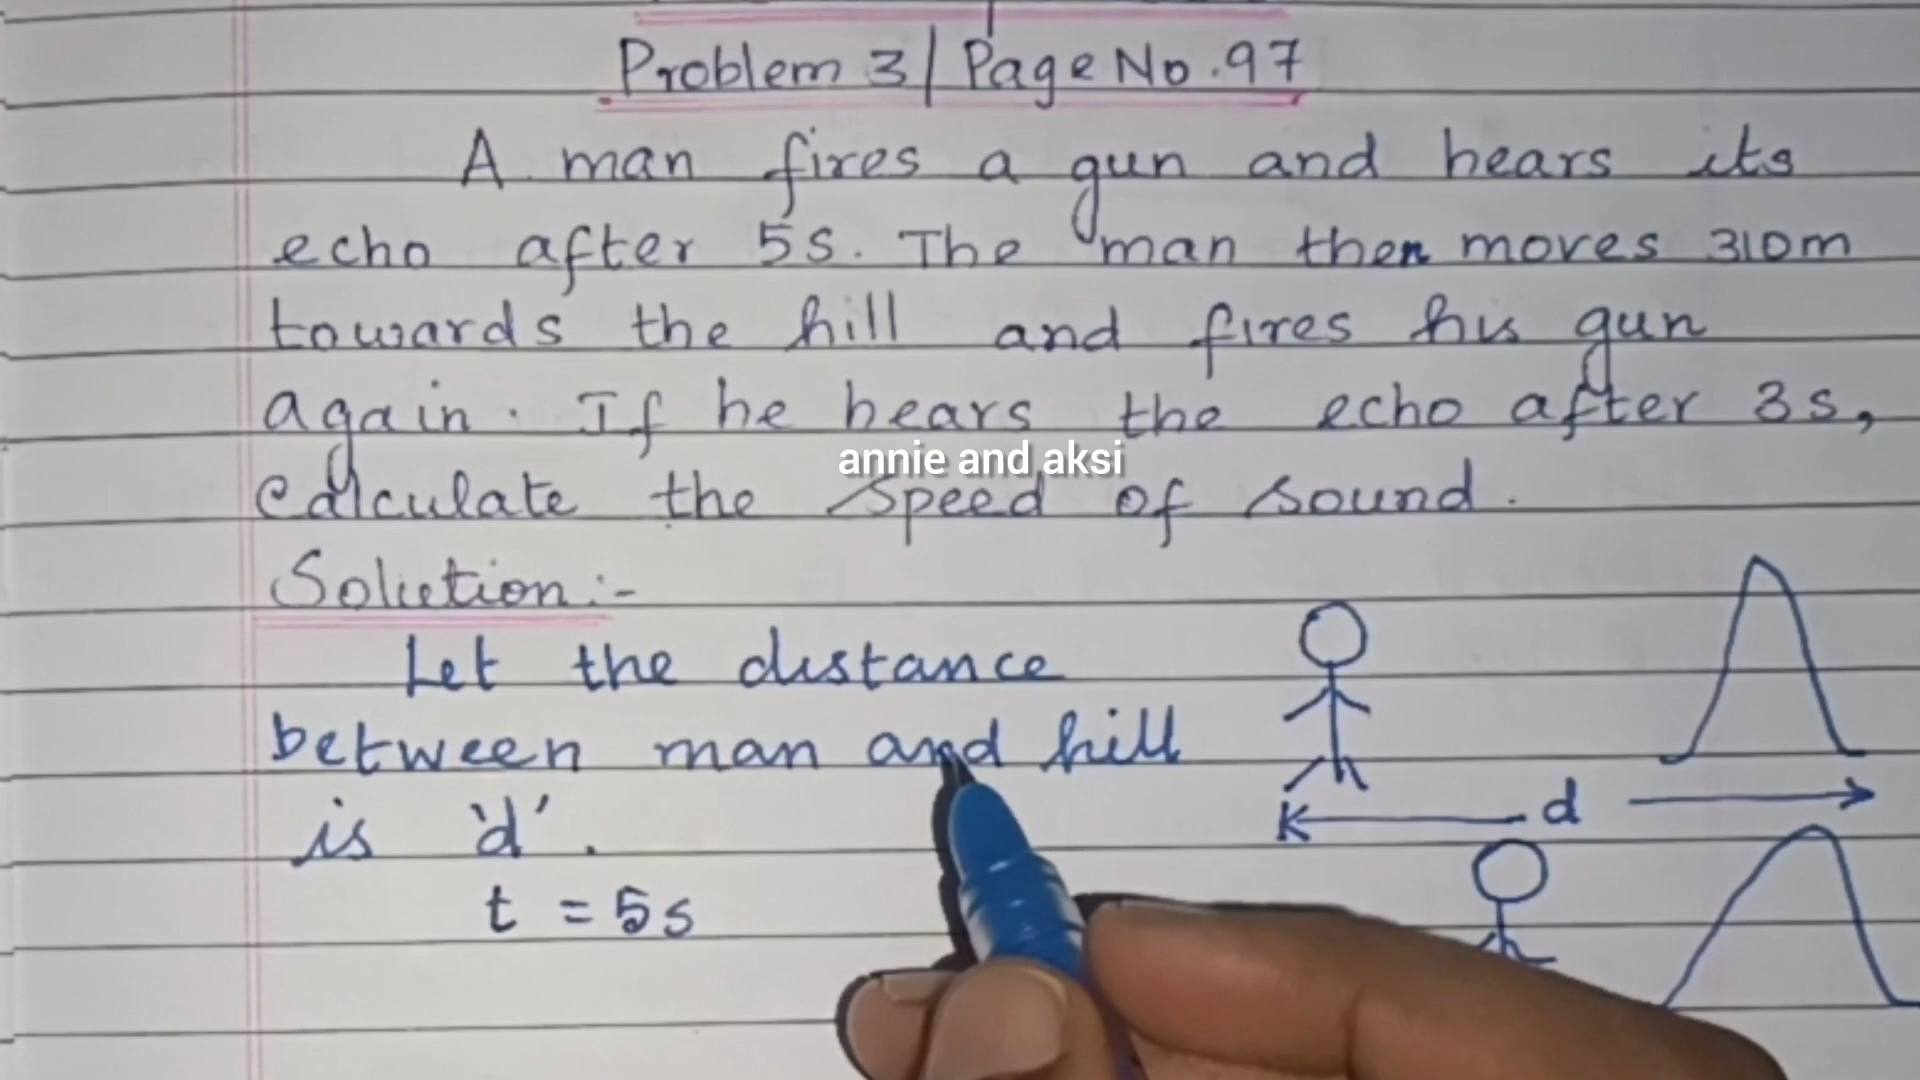 Problem 3 | Page No. 97
A man fires a gun and hears its
echo after 5s. The man then moves 310m
towards the hill and fires his gun
again. If he hears the echo after 3s,
annie and aksi
calculate the speed of sound.
Solution:-
Let the distance
between man and hill
is 'd'.
d
t = 5s